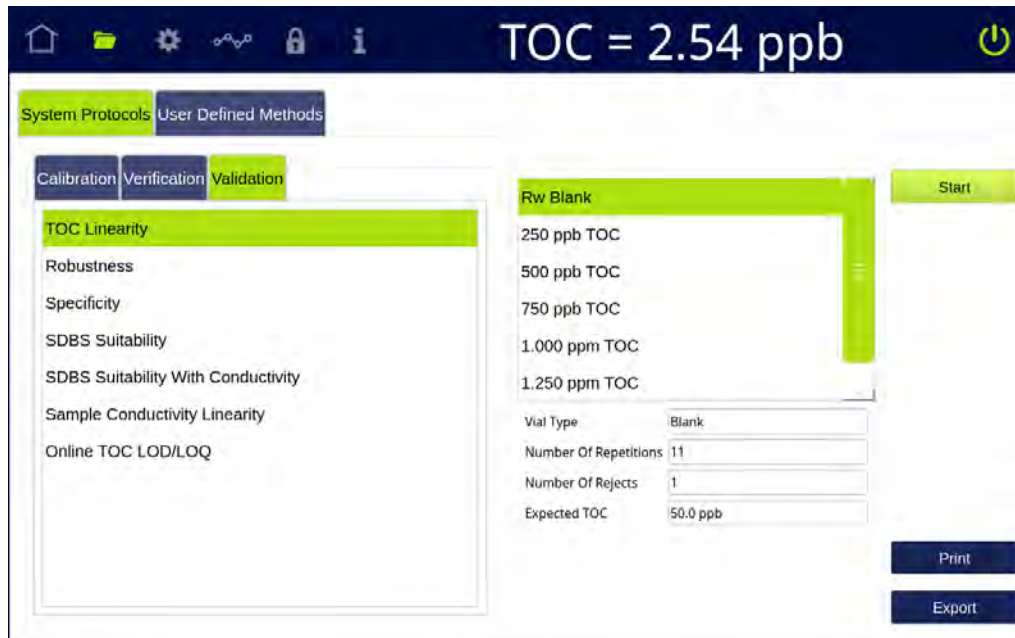 TOC = 2.54 ppb
System Protocols User Defined Methods
Calibration Verification Validation
TOC Linearity
Robustness
Specificity
SDBS Suitability
SDBS Suitability With Conductivity
Sample Conductivity Linearity
Online TOC LOD/LOQ
Rw Blank
250 ppb TOC
500 ppb TOC
750 ppb TOC
1.000 ppm TOC
1.250 ppm TOC
Vial Type Blank
Number Of Repetitions 11
Number Of Rejects 1
Expected TOC 50.0 ppb
Start
Print
Export